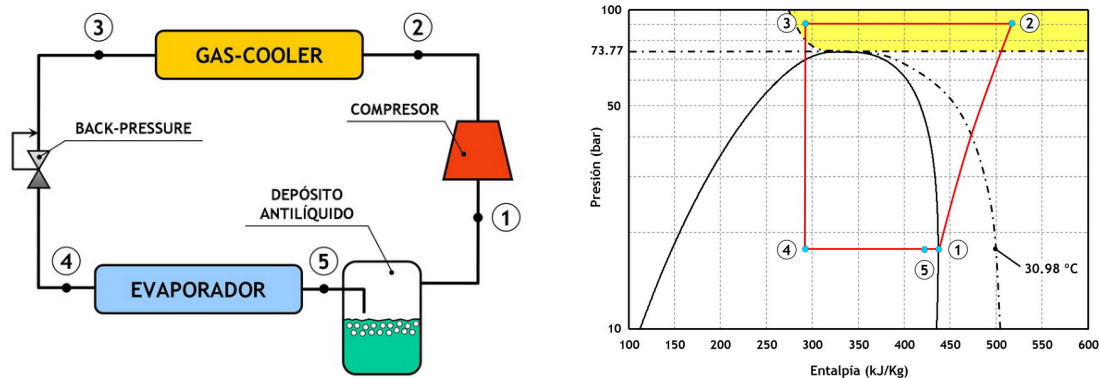 3
2
GAS-COOLER
COMPRESOR
BACK-PRESSURE
DEPÓSITO
ANTILÍQUIDO
1
4
5
EVAPORADOR
100
73.77
50
10
Presión (bar)
3
2
4
1
5
30.98 ºC
100 150 200 250 300 350 400 450 500 550 600
Entalpía (kJ/Kg)